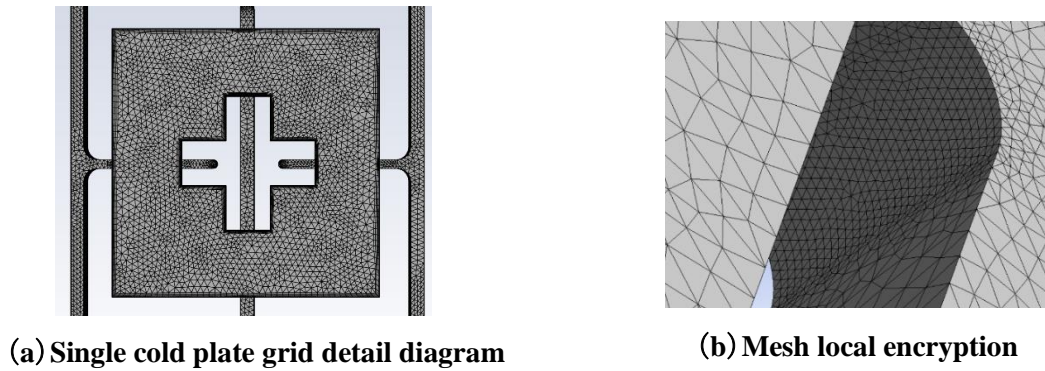 (a) Single cold plate grid detail diagram
(b) Mesh local encryption